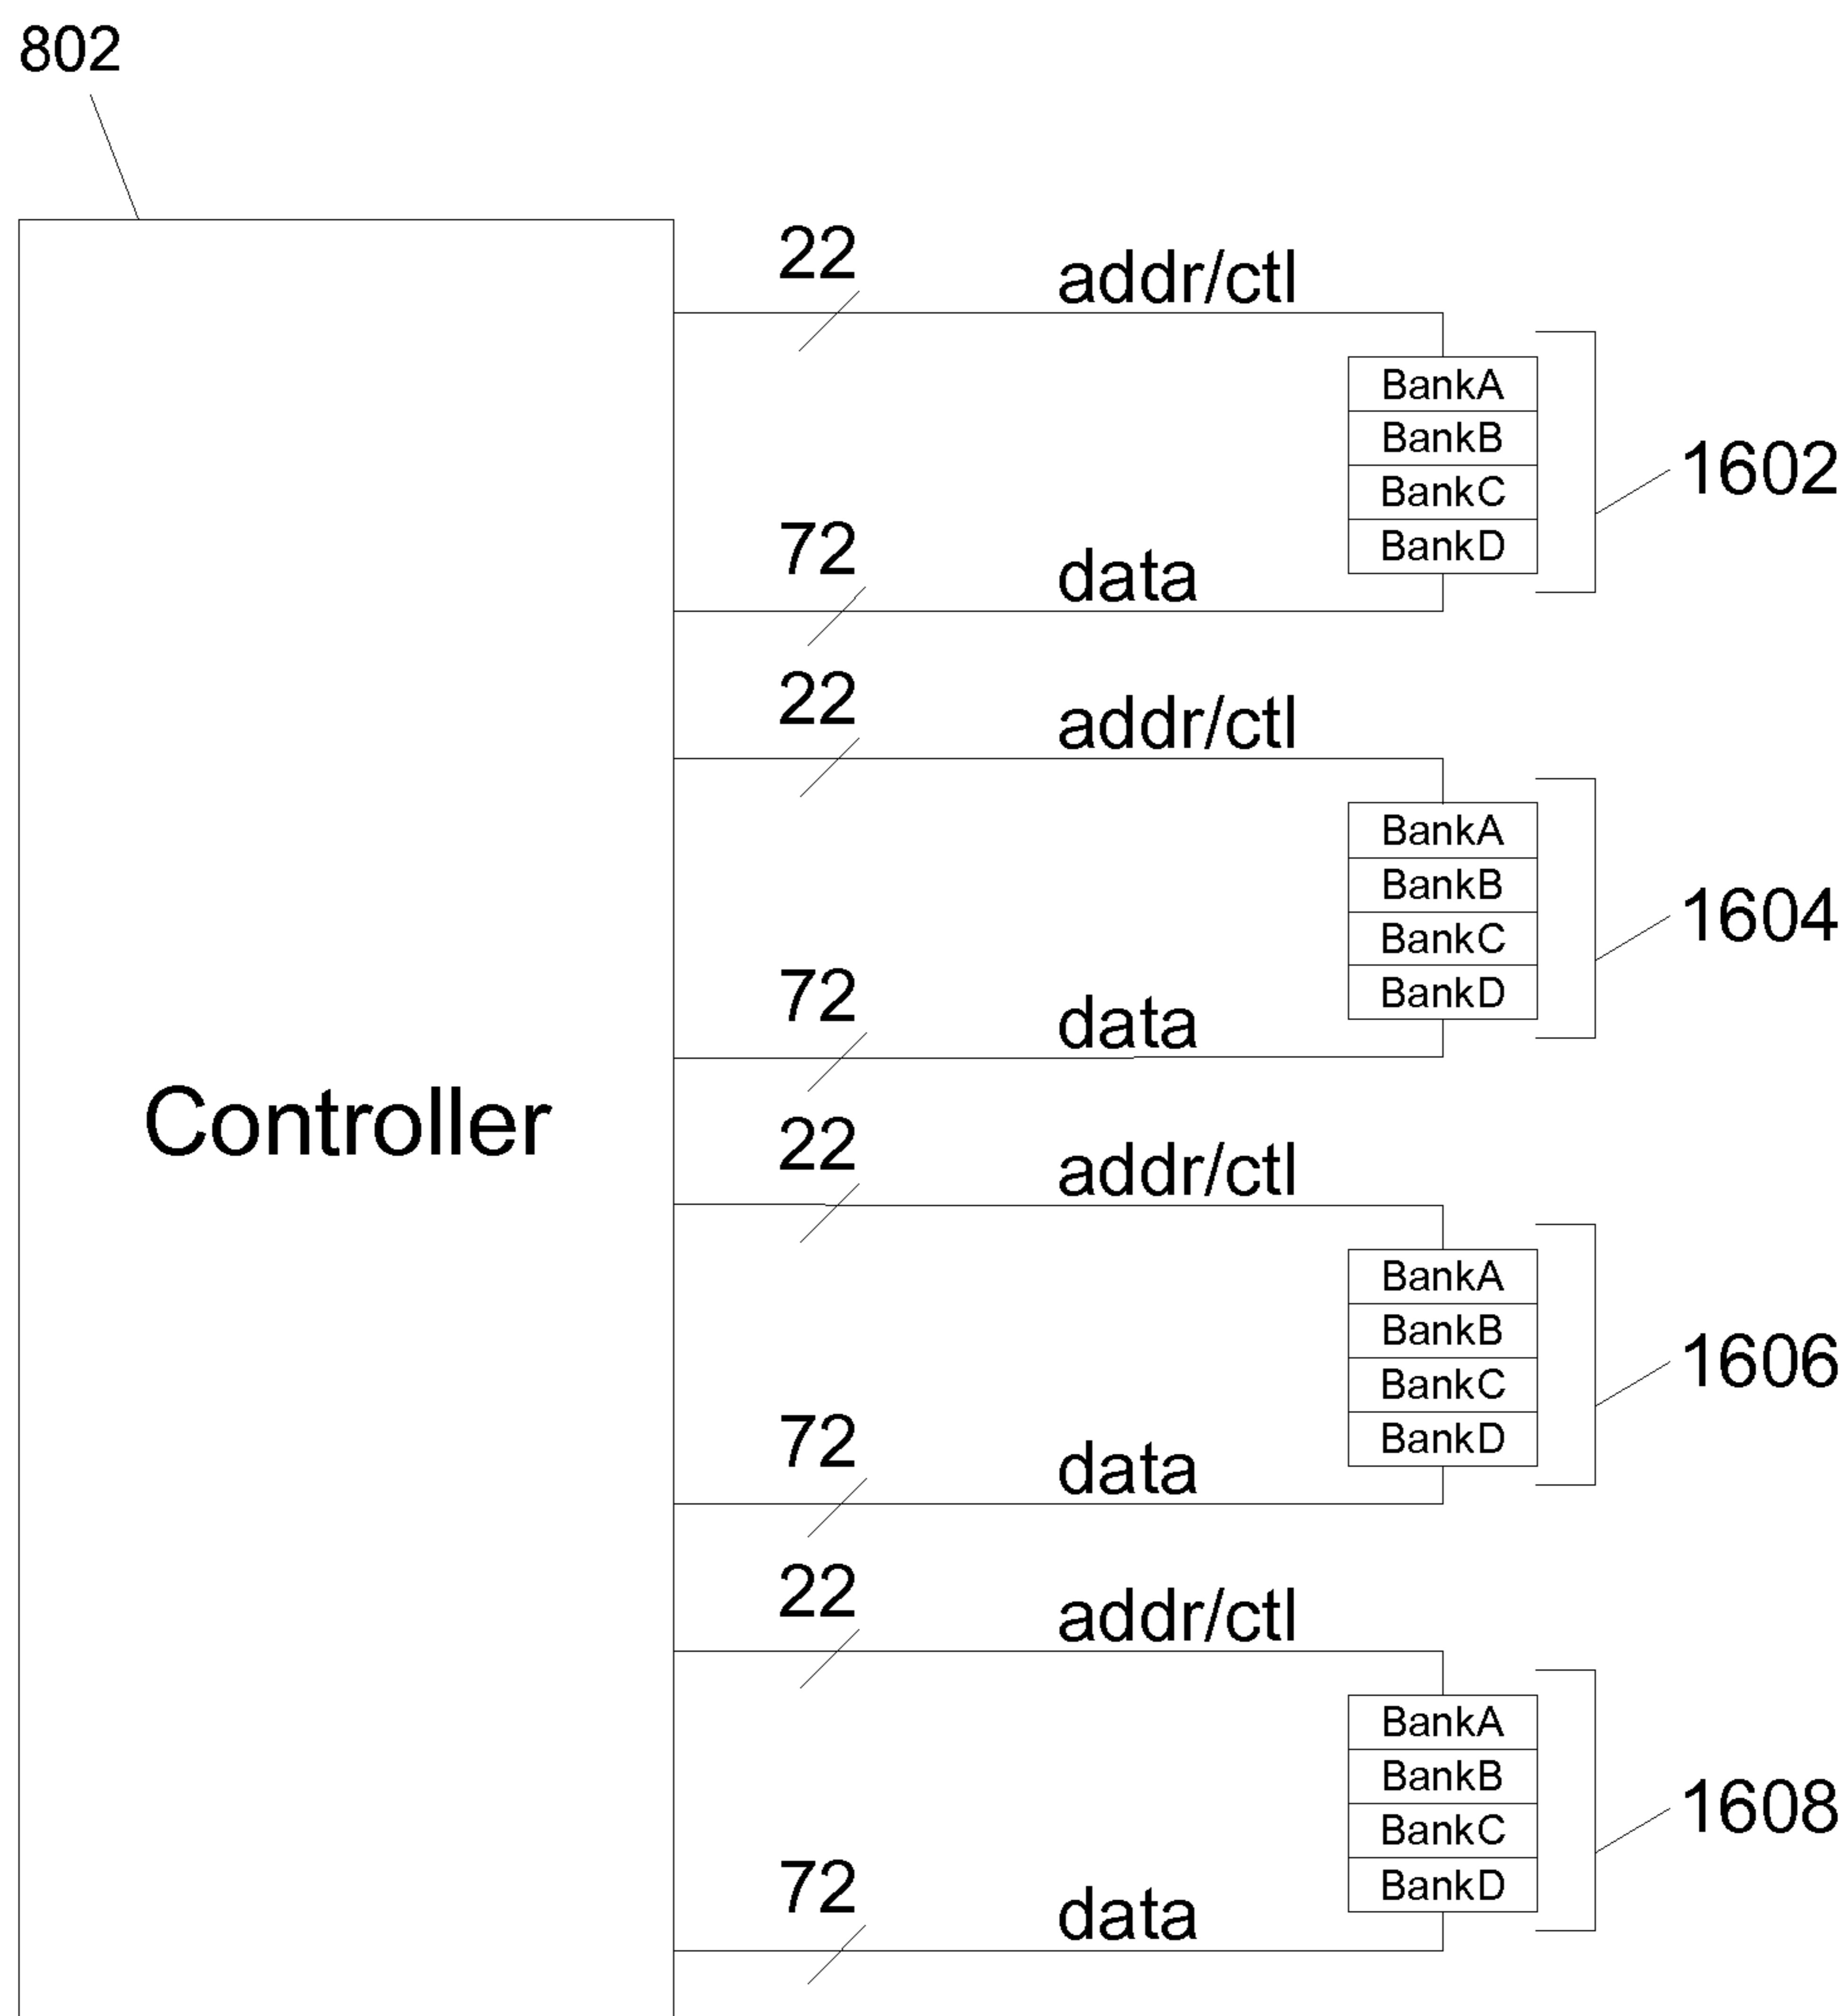 802
22 addr/ctl
BankA
BankB
1602
BankC
72 data
BankD
22 addr/ctl
BankA
BankB
1604
BankC
72 data
BankD
Controller
22 addr/ctl
BankA
BankB
1606
BankC
72 data
BankD
22 addr/ctl
BankA
BankB
1608
BankC
72 data
BankD